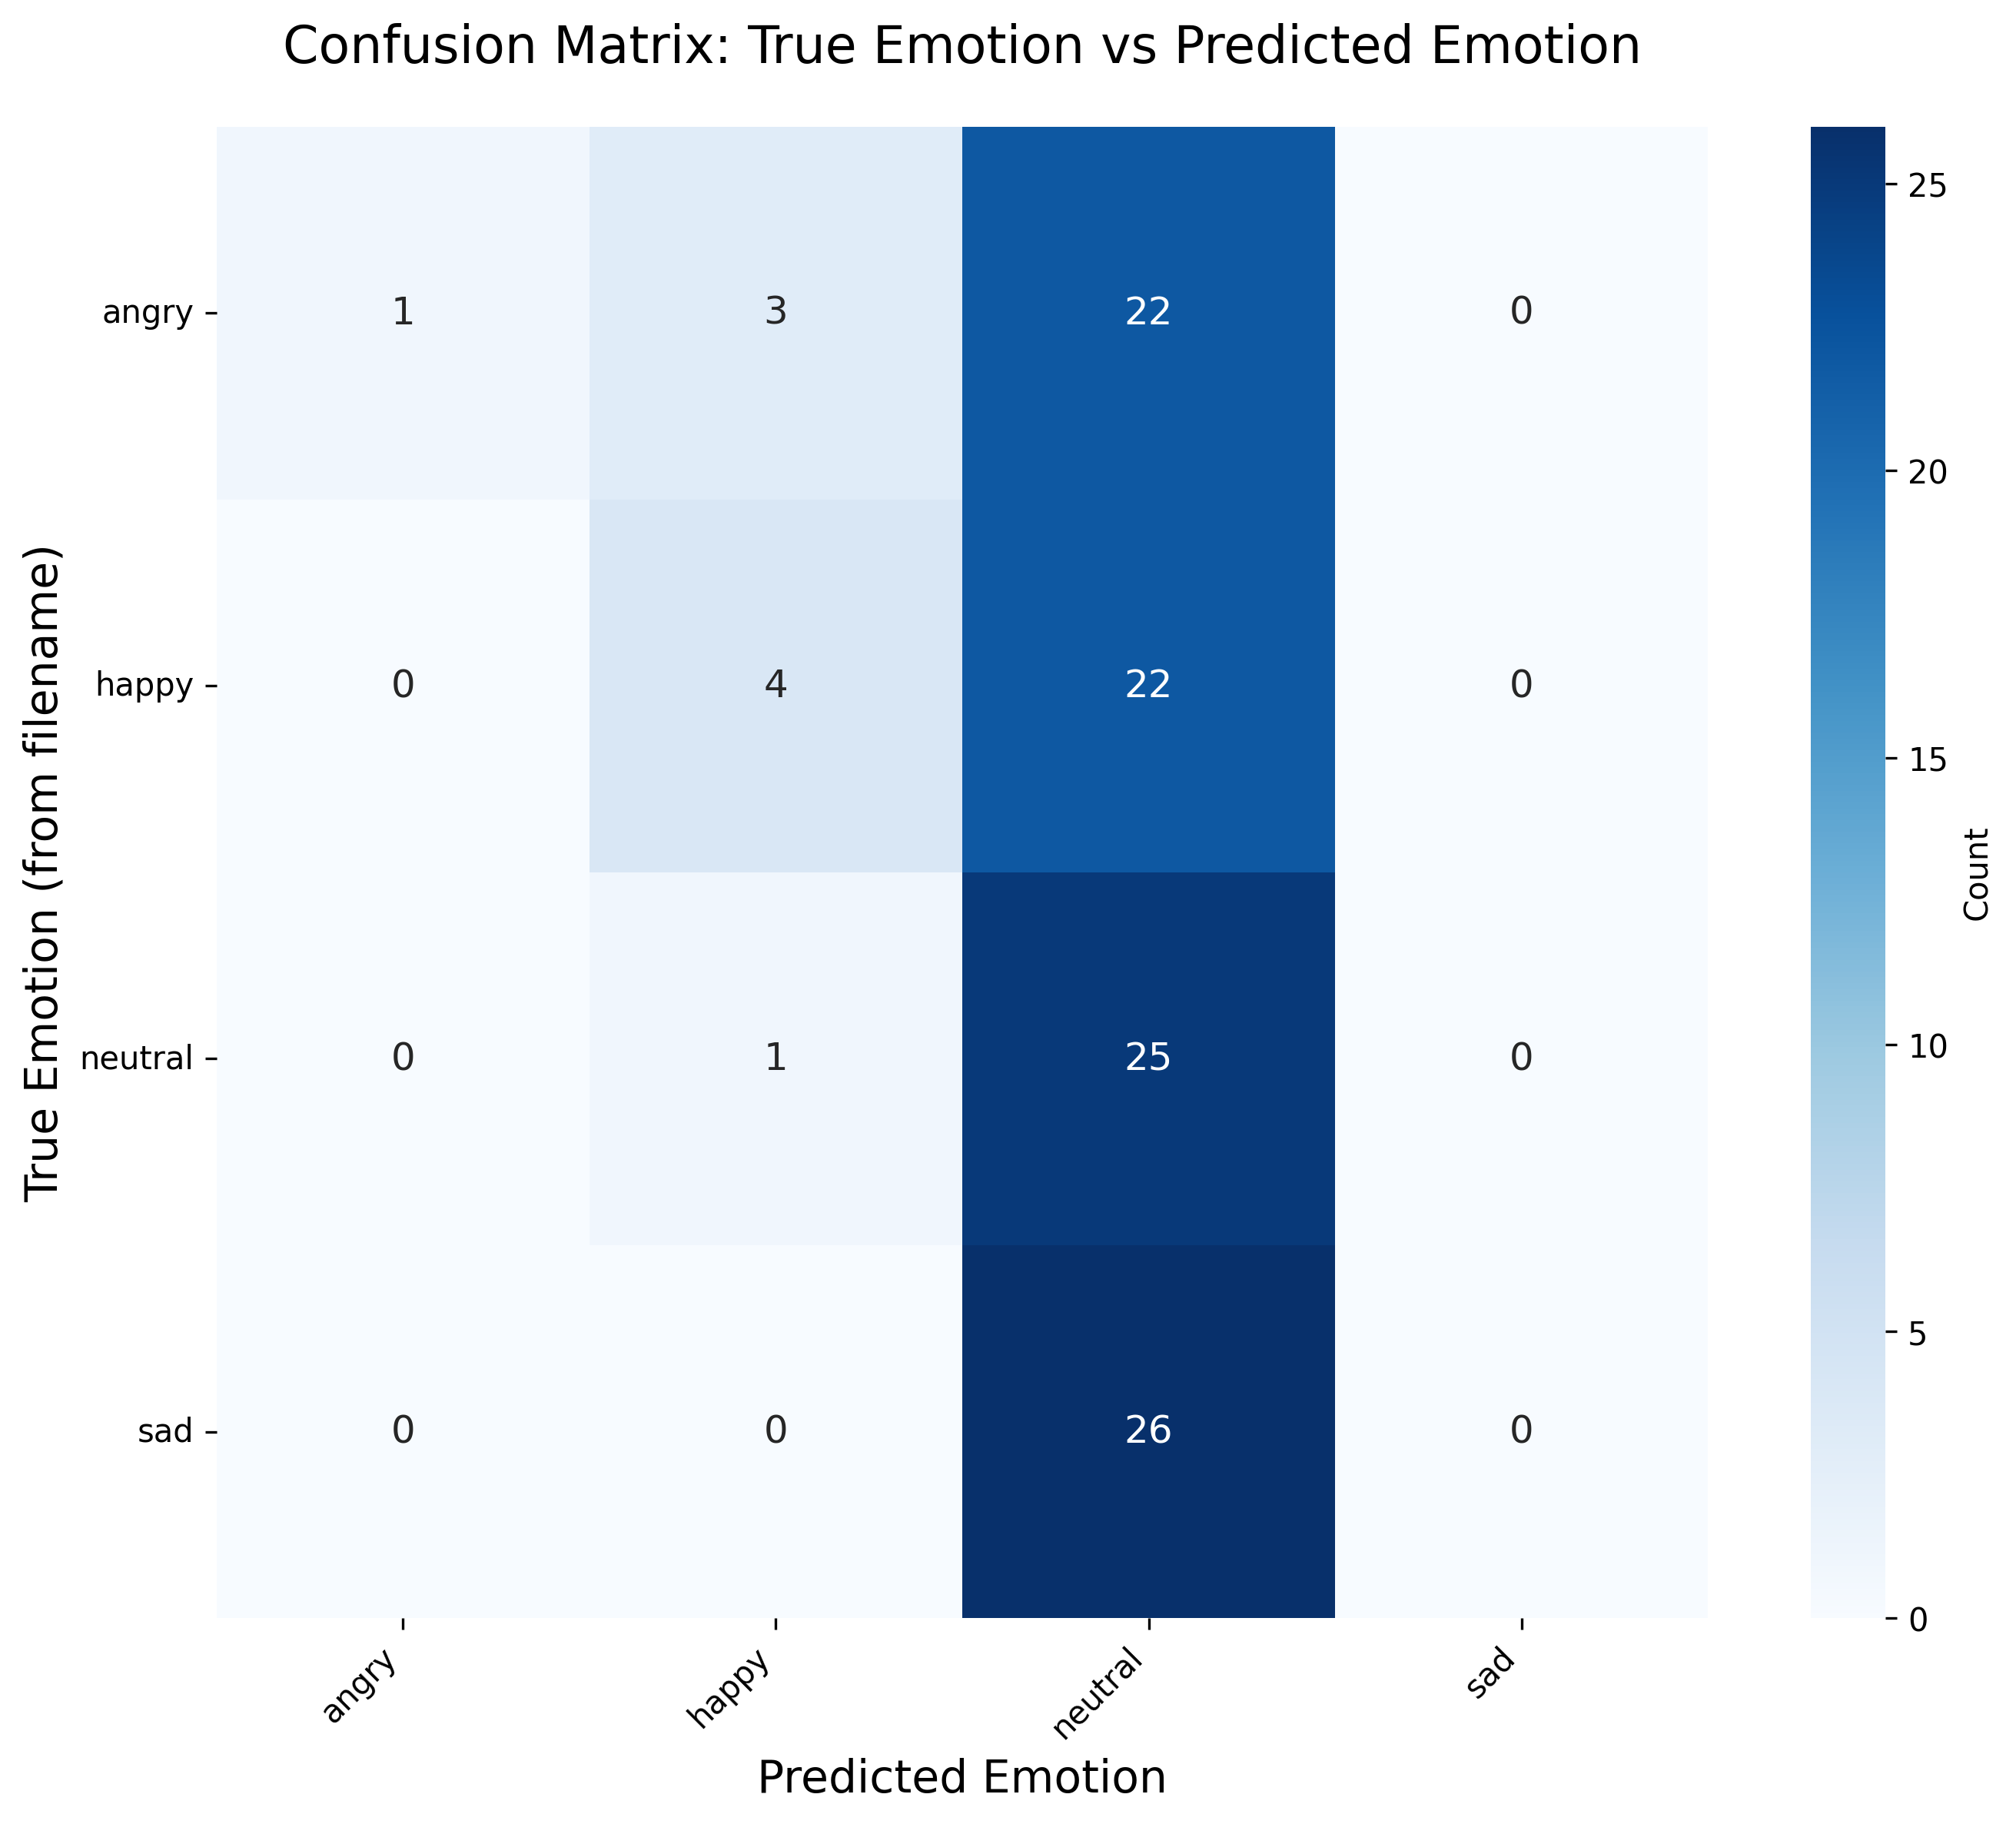 Confusion Matrix: True Emotion vs Predicted Emotion
True Emotion (from filename)
angry 1 3 22 0
happy 0 4 22 0
neutral 0 1 25 0
sad 0 0 26 0
angry happy neutral sad
Predicted Emotion
25
20
15
10
5
0
Count